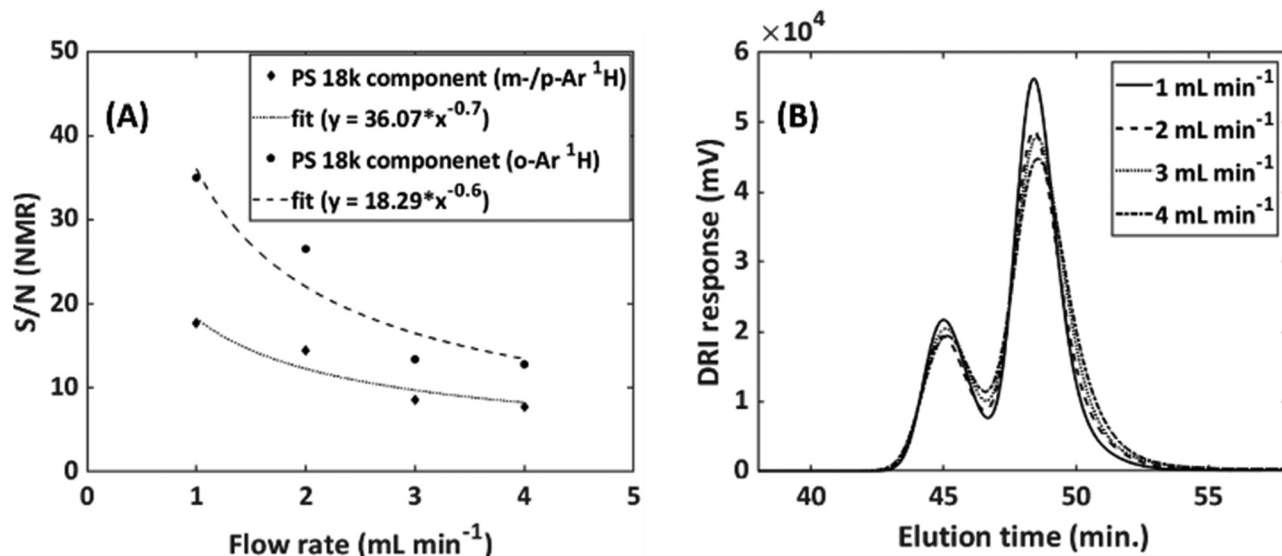 (A)
PS 18k component (m-/p-Ar ¹H)
fit (y = 36.07*x⁻⁰·⁷)
PS 18k componenet (o-Ar ¹H)
fit (y = 18.29*x⁻⁰·⁶)
S/N (NMR)
50
40
30
20
10
0
0 1 2 3 4 5
Flow rate (mL min⁻¹)
×10⁴
(B)
1 mL min⁻¹
2 mL min⁻¹
3 mL min⁻¹
4 mL min⁻¹
DRI response (mV)
6
5
4
3
2
1
0
40 45 50 55
Elution time (min.)